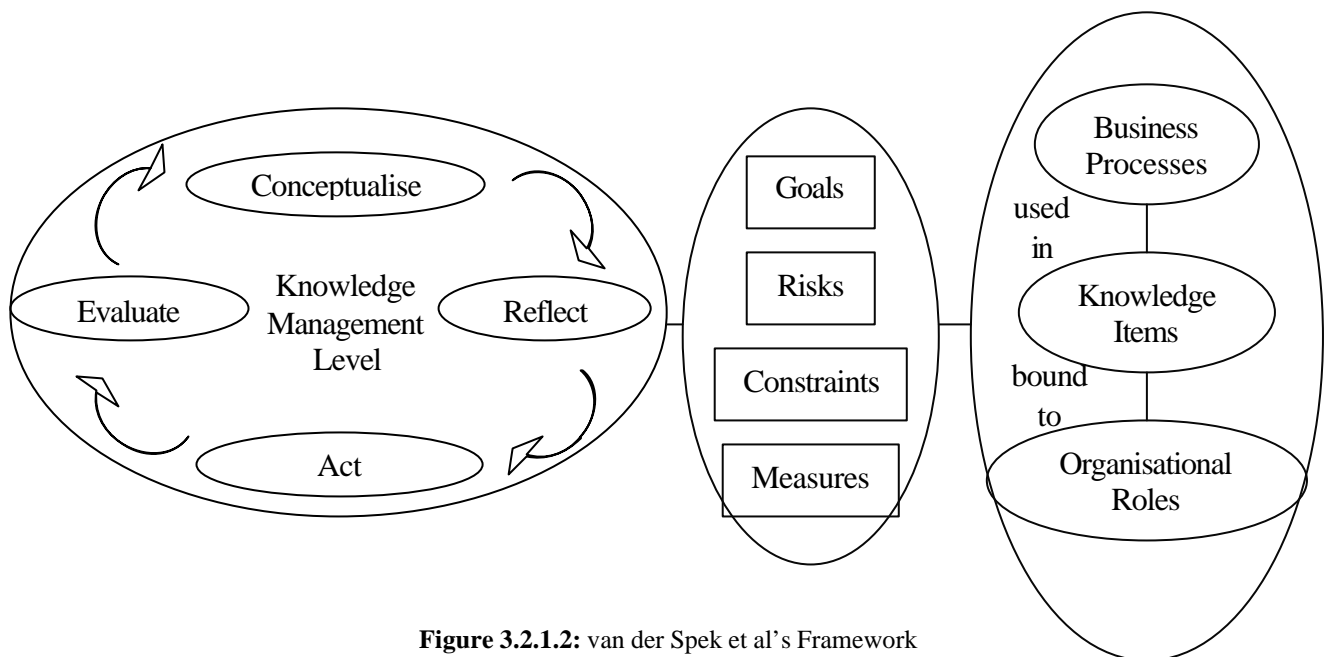 Conceptualise
Evaluate
Knowledge
Management
Level
Reflect
Act
Goals
Risks
Constraints
Measures
Business
Processes
used
in
Knowledge
Items
bound
to
Organisational
Roles
Figure 3.2.1.2: van der Spek et al’s Framework